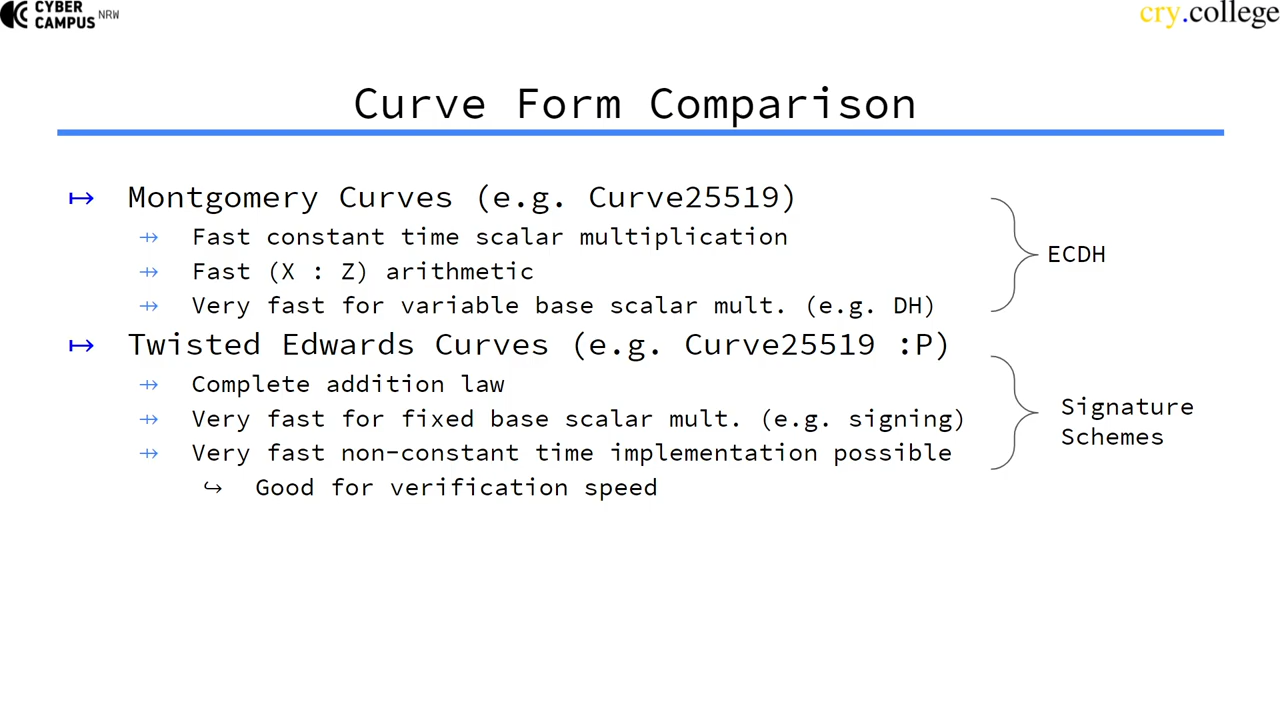 CYBER
CAMPUS NRW
cry.college
Curve Form Comparison
↦ Montgomery Curves (e.g. Curve25519)
⇸ Fast constant time scalar multiplication
⇸ Fast (X : Z) arithmetic
⇸ Very fast for variable base scalar mult. (e.g. DH)
ECDH
↦ Twisted Edwards Curves (e.g. Curve25519 :P)
⇸ Complete addition law
⇸ Very fast for fixed base scalar mult. (e.g. signing)
⇸ Very fast non-constant time implementation possible
↪ Good for verification speed
Signature
Schemes